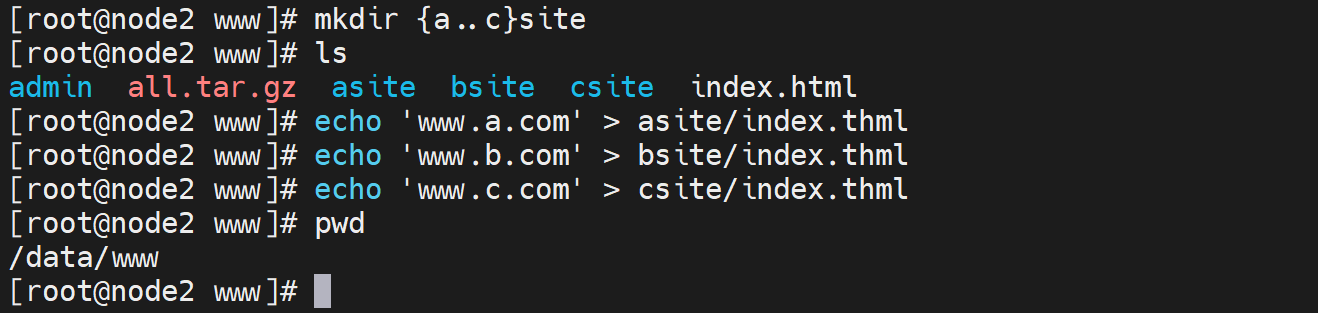 [root@node2 www]# mkdir {a..c}site
[root@node2 www]# ls
admin  all.tar.gz  asite  bsite  csite  index.html
[root@node2 www]# echo 'www.a.com' > asite/index.thml
[root@node2 www]# echo 'www.b.com' > bsite/index.thml
[root@node2 www]# echo 'www.c.com' > csite/index.thml
[root@node2 www]# pwd
/data/www
[root@node2 www]#